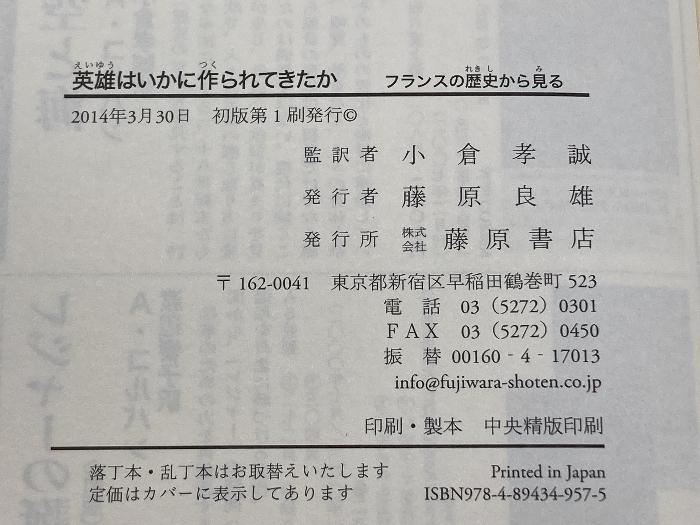 英雄はいかに作られてきたか フランスの歴史から見る
2014年3月30日 初版第1刷発行©
監訳者 小倉孝誠
発行者 藤原良雄
発行所 株式会社 藤原書店
〒162-0041 東京都新宿区早稲田鶴巻町 523
電話 03（5272）0301
FAX 03（5272）0450
振替 00160‐4‐17013
info@fujiwara-shoten.co.jp
印刷・製本 中央精版印刷
落丁本・乱丁本はお取替えいたします Printed in Japan
定価はカバーに表示してあります ISBN978-4-89434-957-5